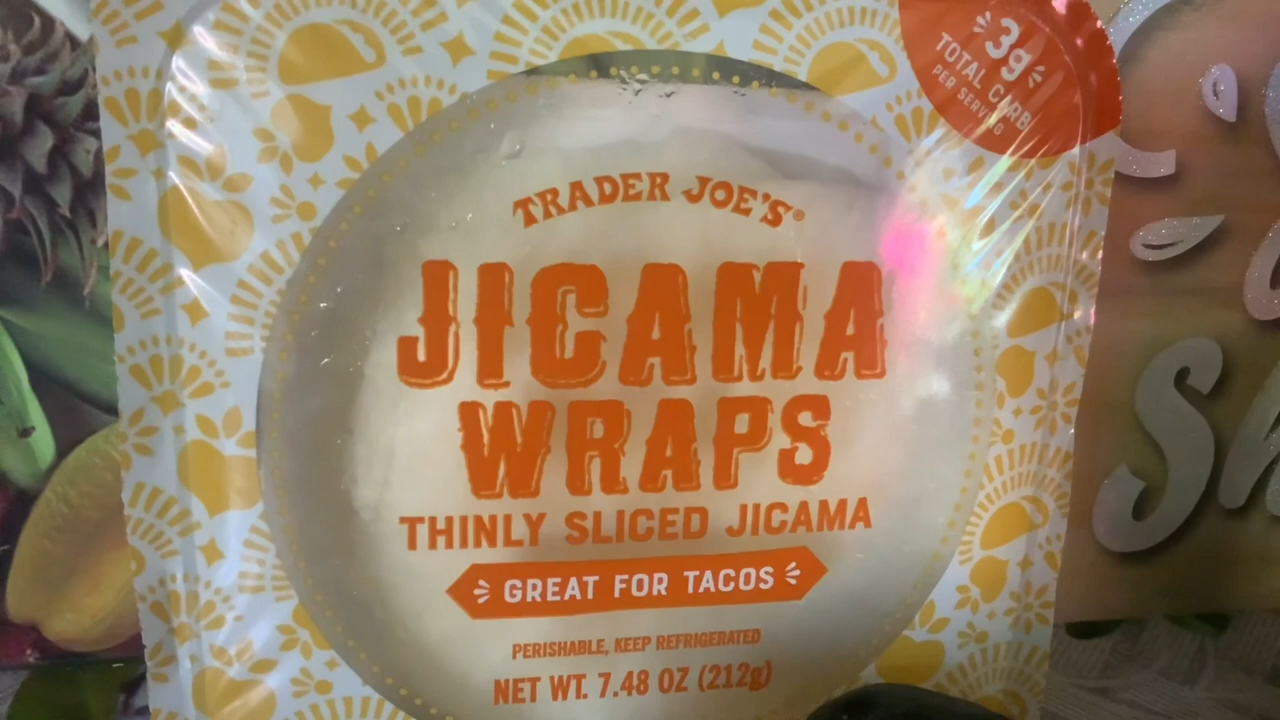 3g
TOTAL CARB
PER SERVING
TRADER JOE'S®
JICAMA
WRAPS
THINLY SLICED JICAMA
GREAT FOR TACOS
PERISHABLE, KEEP REFRIGERATED
NET WT. 7.48 OZ (212g)